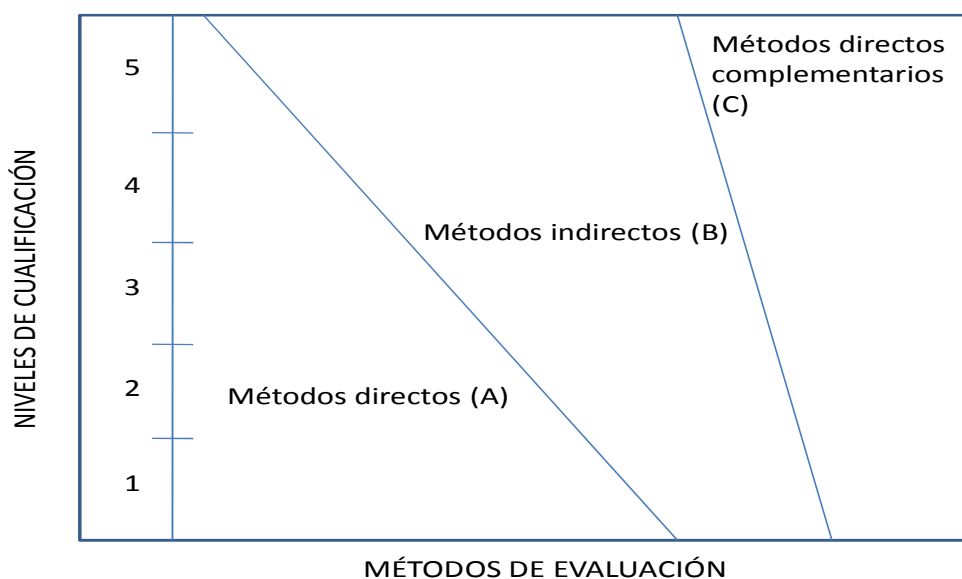 NIVELES DE CUALIFICACIÓN
5
4
3
2
1
Métodos directos
complementarios
(C)
Métodos indirectos (B)
Métodos directos (A)
MÉTODOS DE EVALUACIÓN